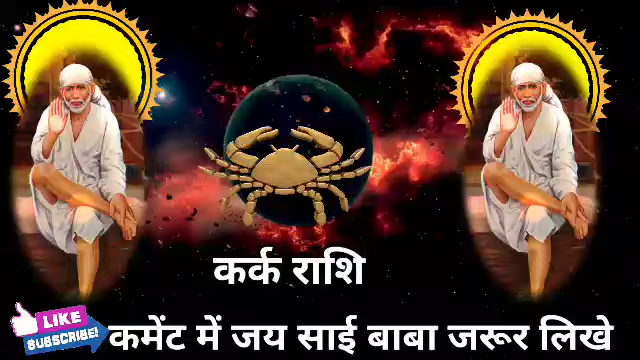 कर्क राशि
LIKE
SUBSCRIBE!
कमेंट में जय साई बाबा जरूर लिखे